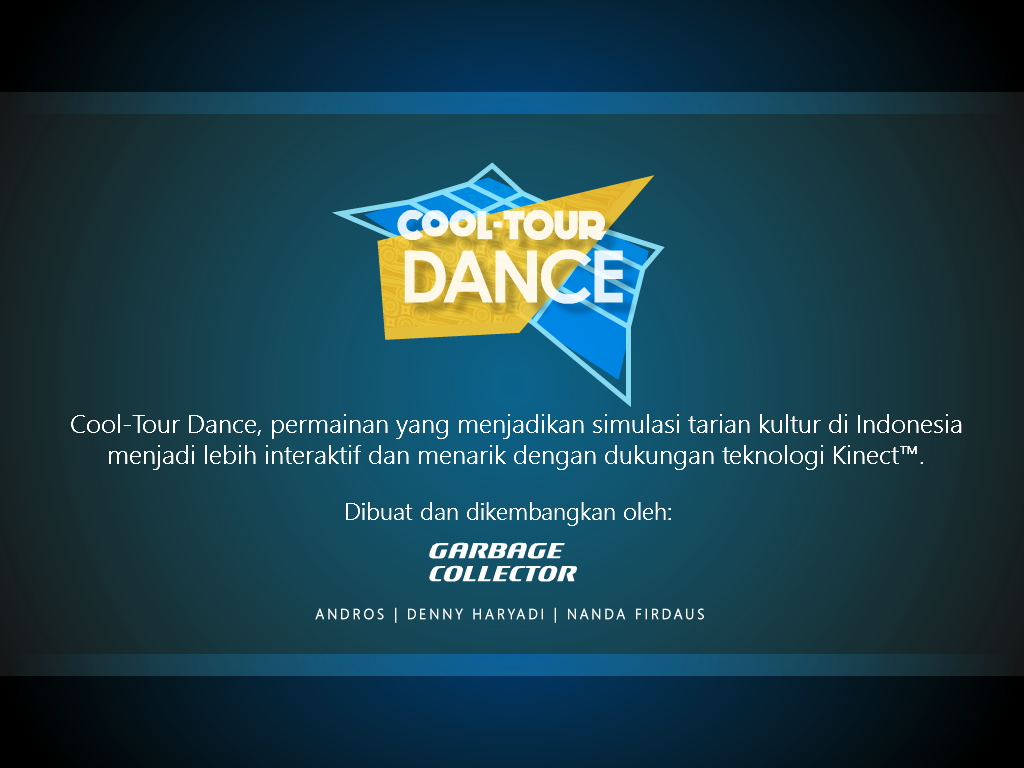 COOL-TOUR
DANCE
Cool-Tour Dance, permainan yang menjadikan simulasi tarian kultur di Indonesia
menjadi lebih interaktif dan menarik dengan dukungan teknologi Kinect™.
Dibuat dan dikembangkan oleh:
GARBAGE
COLLECTOR
ANDROS | DENNY HARYADI | NANDA FIRDAUS